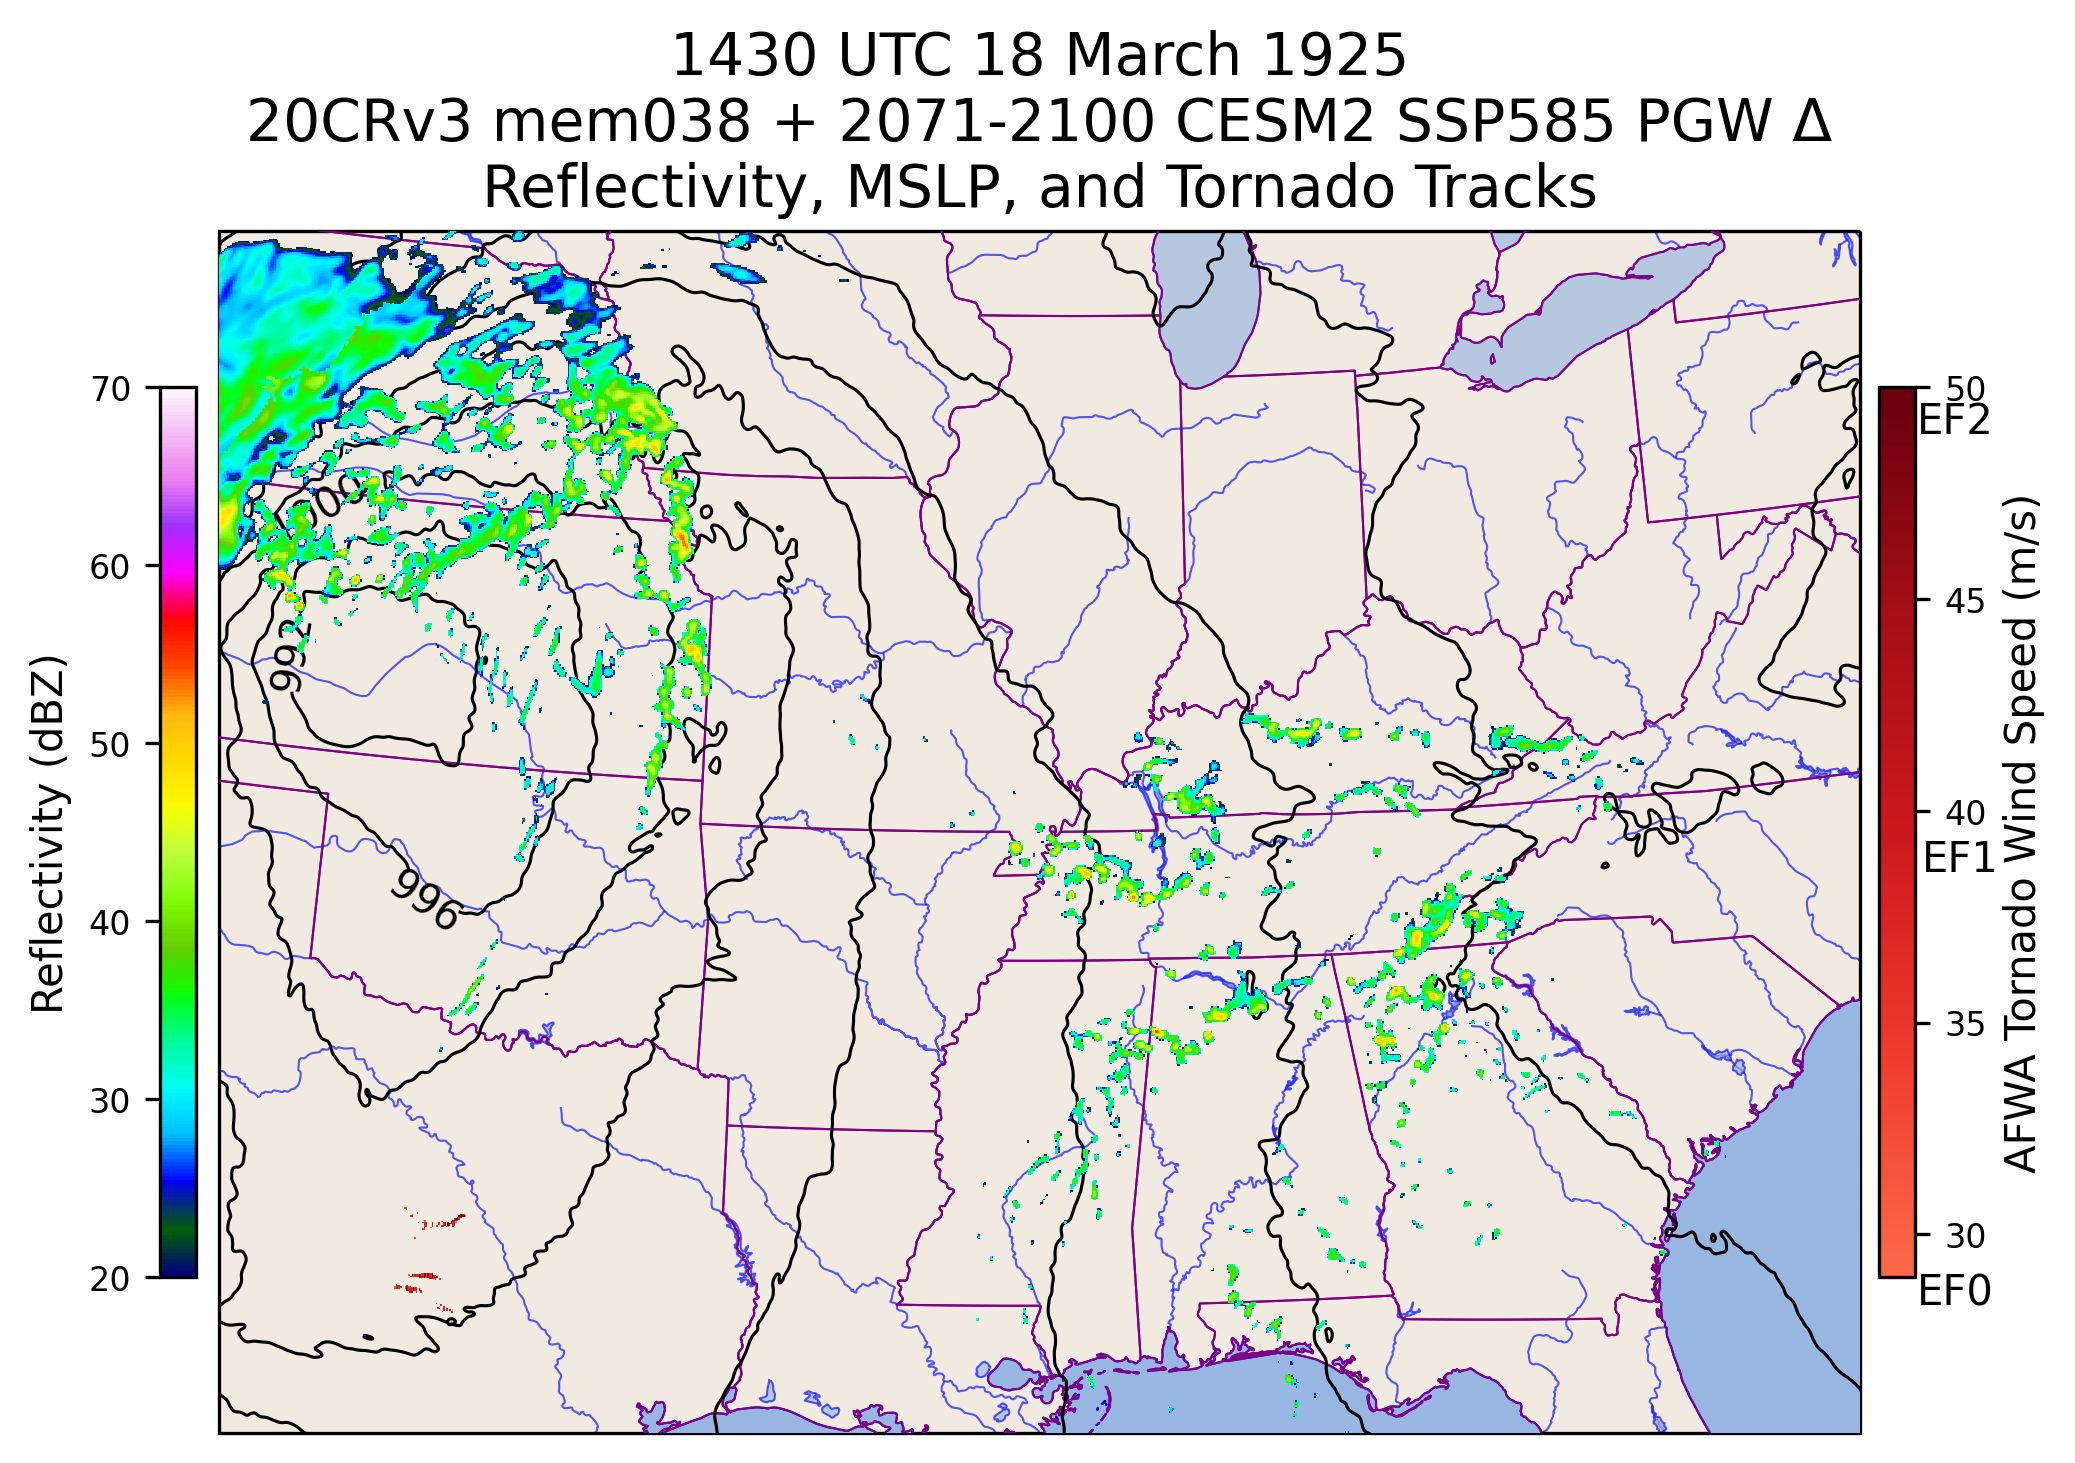 1430 UTC 18 March 1925
20CRv3 mem038 + 2071-2100 CESM2 SSP585 PGW Δ
Reflectivity, MSLP, and Tornado Tracks
Reflectivity (dBZ)
70
60
50
40
30
20
992
996
50
EF2
45
40
EF1
35
30
EF0
AFWA Tornado Wind Speed (m/s)